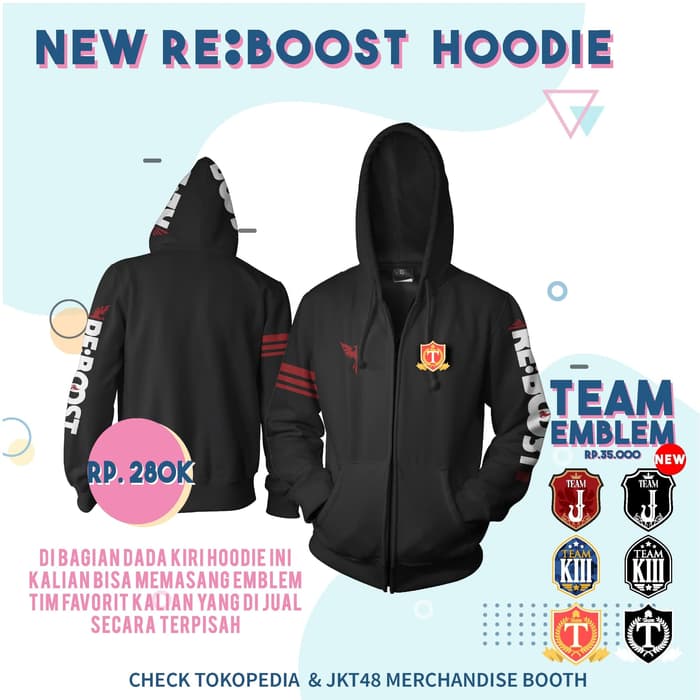 NEW RE:BOOST HOODIE
RE:BOOST
RE:BOOST
T
TEAM
EMBLEM
RP.35.000
NEW
RP. 280K
TEAM
J
TEAM
J
TEAM
KIII
TEAM
KIII
Team
T
Team
T
DI BAGIAN DADA KIRI HOODIE INI
KALIAN BISA MEMASANG EMBLEM
TIM FAVORIT KALIAN YANG DI JUAL
SECARA TERPISAH
CHECK TOKOPEDIA & JKT48 MERCHANDISE BOOTH